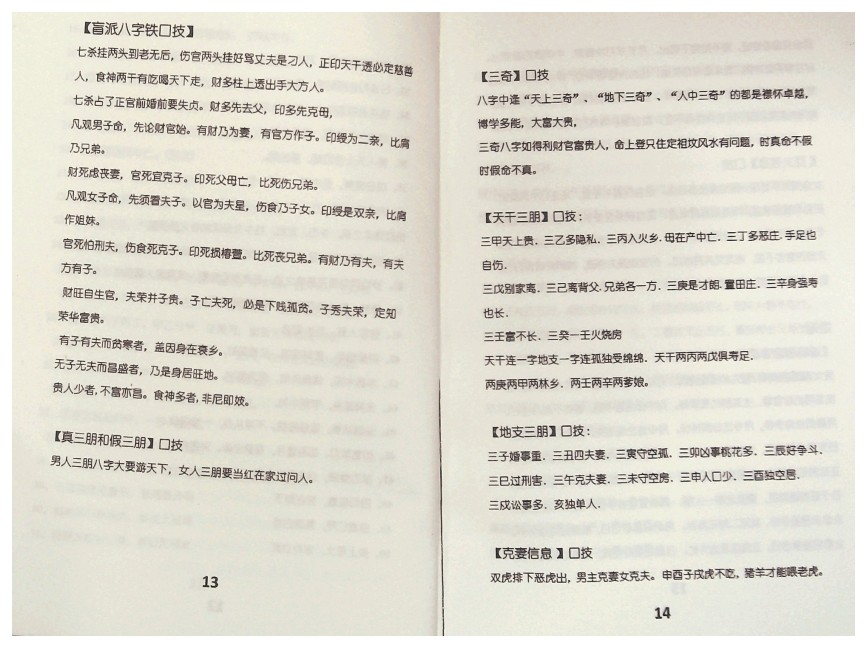 【盲派八字铁口技】
七杀挂两头到老无后，伤官两头挂好骂丈夫是刁人，正印天干透必定慈善
人，食神两干有吃喝天下走，财多柱上透出手大方人。
七杀占了正官前婚前要失贞。财多先去父，印多先克母，
凡观男子命，先论财官始。有财乃为妻，有官方作子。印绶为二亲，比肩
乃兄弟。
财死虑丧妻，官死宜克子。印死父母亡，比死伤兄弟。
凡观女子命，先须看夫子。以官为夫星，伤食乃子女。印绶是双亲，比肩
作姐妹。
官死怕刑夫，伤食死克子。印死损椿萱。比死丧兄弟。有财乃有夫，有夫
方有子。
财旺自生官，夫荣并子贵。子亡夫死，必是下贱孤贫。子秀夫荣，定知
荣华富贵。
有子有夫而贫寒者，盖因身在衰乡。
无子无夫而昌盛者，乃是身居旺地。
贵人少者，不富亦昌。食神多者，非尼即妓。
【真三朋和假三朋】口技
男人三朋八字大要游天下，女人三朋要当红在家过问人。
13
【三奇】口技
八字中逢“天上三奇”、“地下三奇”、“人中三奇”的都是襟怀卓越，
博学多能，大富大贵，
三奇八字如得利财官富贵人，命上登只住定祖坟风水有问题，时真命不假
时假命不真。
【天干三朋】口技：
三甲天上贵．三乙多隐私．三丙入火乡．母在产中亡．三丁多恶庄．手足也
自伤．
三戊别家离．三己离背父．兄弟各一方．三庚是才朗．置田庄．三辛身强寿
也长．
三壬富不长．三癸一壬火烧房
天干连一字地支一字连孤独受绵绵．天干两丙两戊俱寿足．
两庚两甲两林乡．两壬两辛两爹娘。
【地支三朋】口技：
三子婚事重．三丑四夫妻．三寅守空孤．三卯凶事桃花多．三辰好争斗．
三巳过刑害．三午克夫妻．三未守空房．三申人口少．三酉独空居．
三戍讼事多．亥独单人．
【克妻信息 】口技
双虎排下恶虎出，男主克妻女克夫。申酉子戌虎不吃，猪羊才能喂老虎。
14